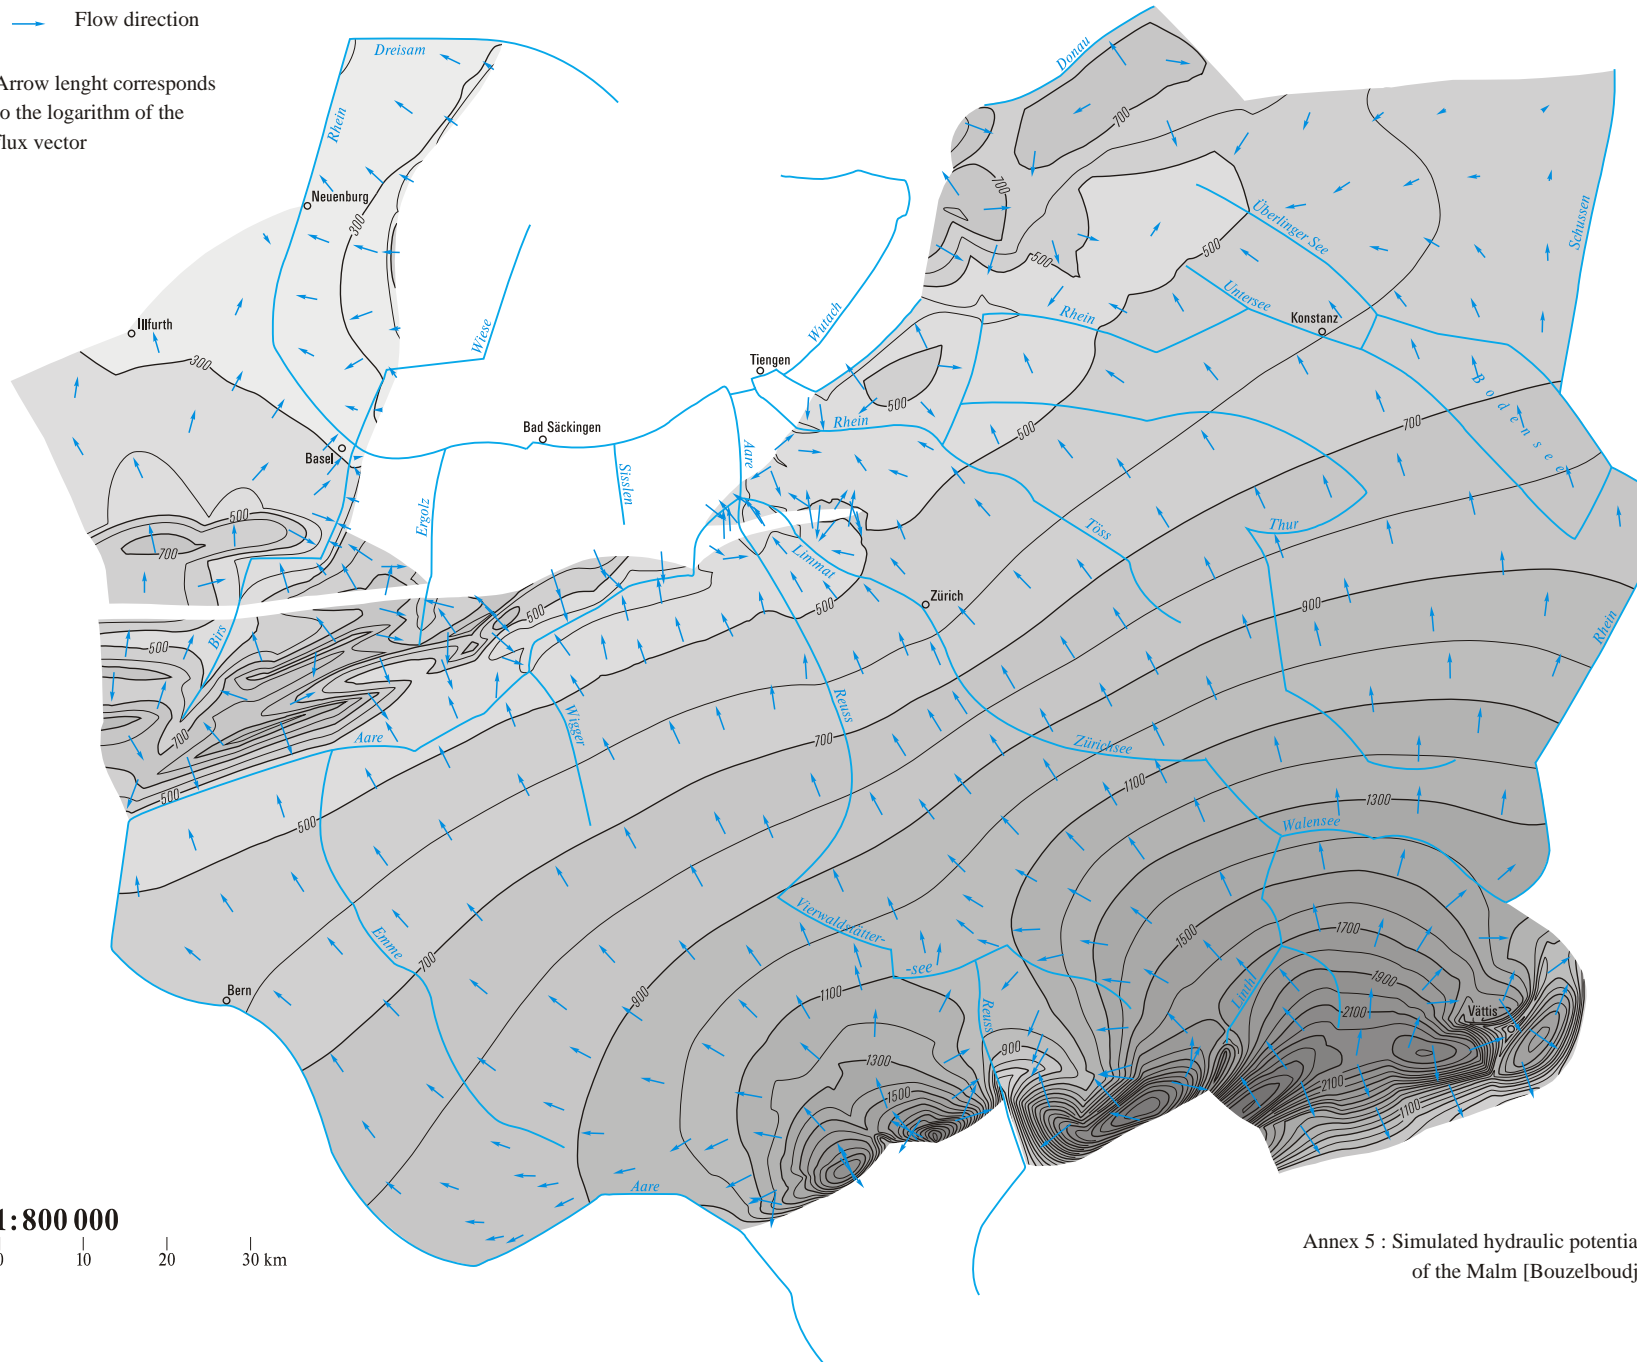 Flow direction
Arrow lenght corresponds
to the logarithm of the
flux vector
Dreisam
Rhein
Neuenburg
300
Illfurth
300
Wiese
Basel
Bad Säckingen
Tiengen
Wutach
Ergolz
Sisslen
Aare
Rhein
500
Donau
700
700
500
500
Überlinger See
Untersee
Rhein
Konstanz
Schussen
Bodensee
500
700
Töss
Thur
Limmat
Zürich
500
900
Rhein
500
700
500
Birs
500
700
500
Aare
Wigger
Reuss
700
Zürichsee
1100
1300
Walensee
500
Emme
700
Bern
900
Vierwaldstätter-
-see
1100
Reuss
900
1300
1500
1500
1700
1900
2100
Vättis
Linth
2100
1100
Aare
1:800 000
0 10 20 30 km
Annex 5 : Simulated hydraulic potentia
of the Malm [Bouzelboudj